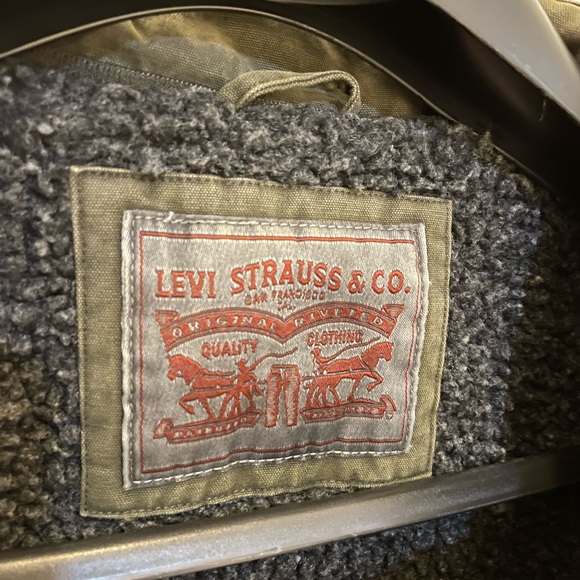 LEVI STRAUSS & CO.
SAN FRANCISCO
ORIGINAL RIVETED
QUALITY CLOTHING